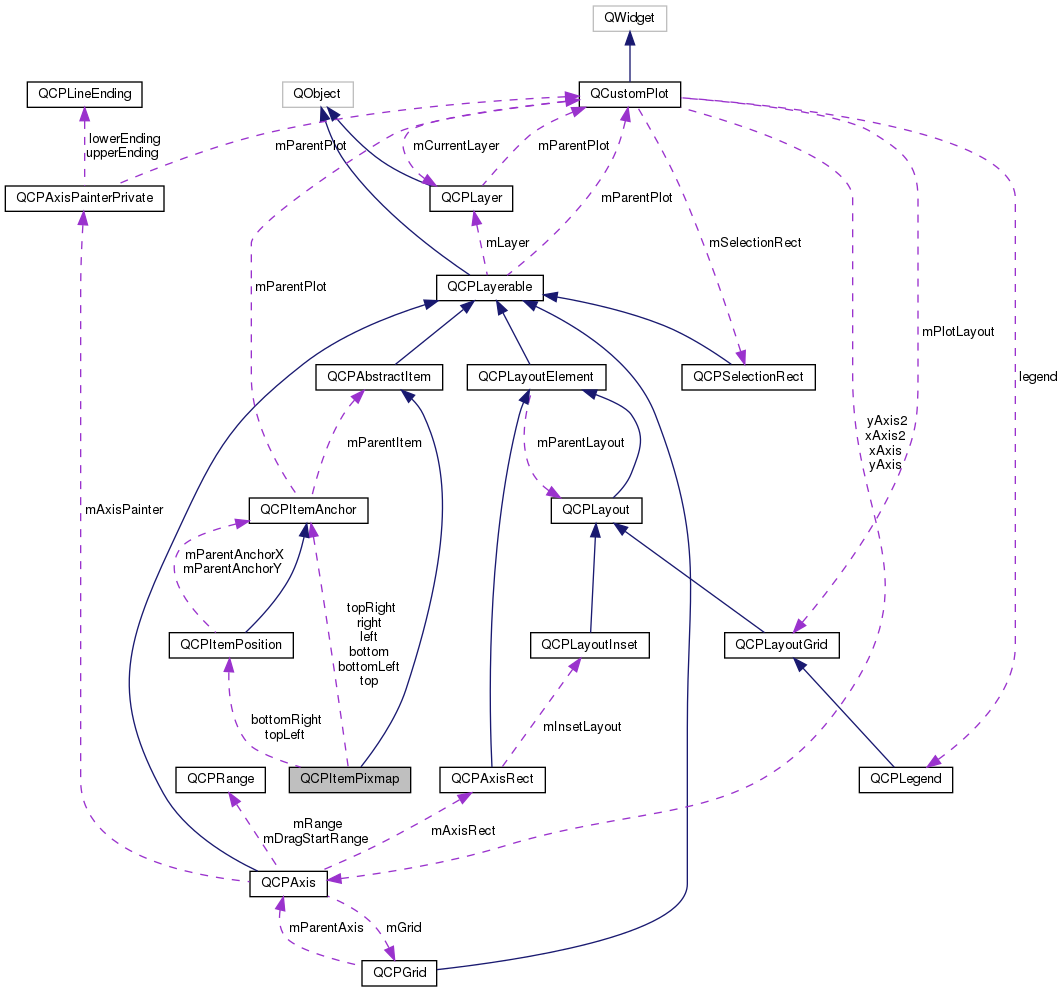 QWidget
QCPLineEnding
QObject
QCustomPlot
lowerEnding
upperEnding
mParentPlot
mCurrentLayer
mParentPlot
QCPAxisPainterPrivate
QCPLayer
mParentPlot
mLayer
mSelectionRect
mParentPlot
QCPLayerable
mPlotLayout
QCPAbstractItem
QCPLayoutElement
QCPSelectionRect
legend
mParentItem
mParentLayout
yAxis2
xAxis2
xAxis
yAxis
mAxisPainter
QCPItemAnchor
QCPLayout
mParentAnchorX
mParentAnchorY
topRight
right
left
bottom
bottomLeft
top
QCPItemPosition
QCPLayoutInset
QCPLayoutGrid
bottomRight
topLeft
mInsetLayout
QCPRange
QCPItemPixmap
QCPAxisRect
QCPLegend
mRange
mDragStartRange
mAxisRect
QCPAxis
mParentAxis
mGrid
QCPGrid